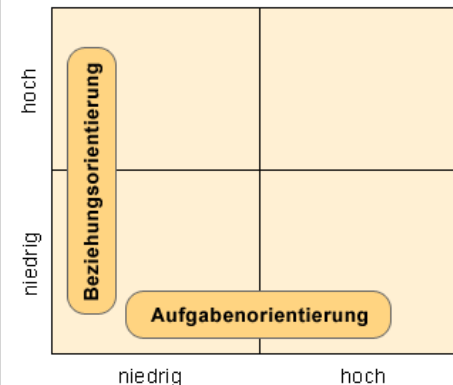 hoch
niedrig
Beziehungsorientierung
Aufgabenorientierung
niedrig
hoch